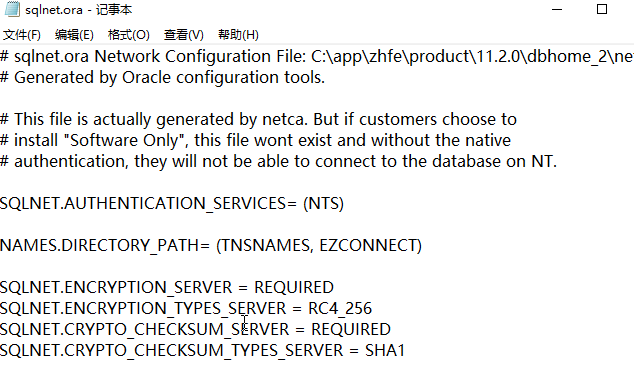 sqlnet.ora - 记事本
文件(F) 编辑(E) 格式(O) 查看(V) 帮助(H)
# sqlnet.ora Network Configuration File: C:\app\zhfe\product\11.2.0\dbhome_2\net
# Generated by Oracle configuration tools.
# This file is actually generated by netca. But if customers choose to
# install "Software Only", this file wont exist and without the native
# authentication, they will not be able to connect to the database on NT.
SQLNET.AUTHENTICATION_SERVICES= (NTS)
NAMES.DIRECTORY_PATH= (TNSNAMES, EZCONNECT)
SQLNET.ENCRYPTION_SERVER = REQUIRED
SQLNET.ENCRYPTION_TYPES_SERVER = RC4_256
SQLNET.CRYPTO_CHECKSUM_SERVER = REQUIRED
SQLNET.CRYPTO_CHECKSUM_TYPES_SERVER = SHA1